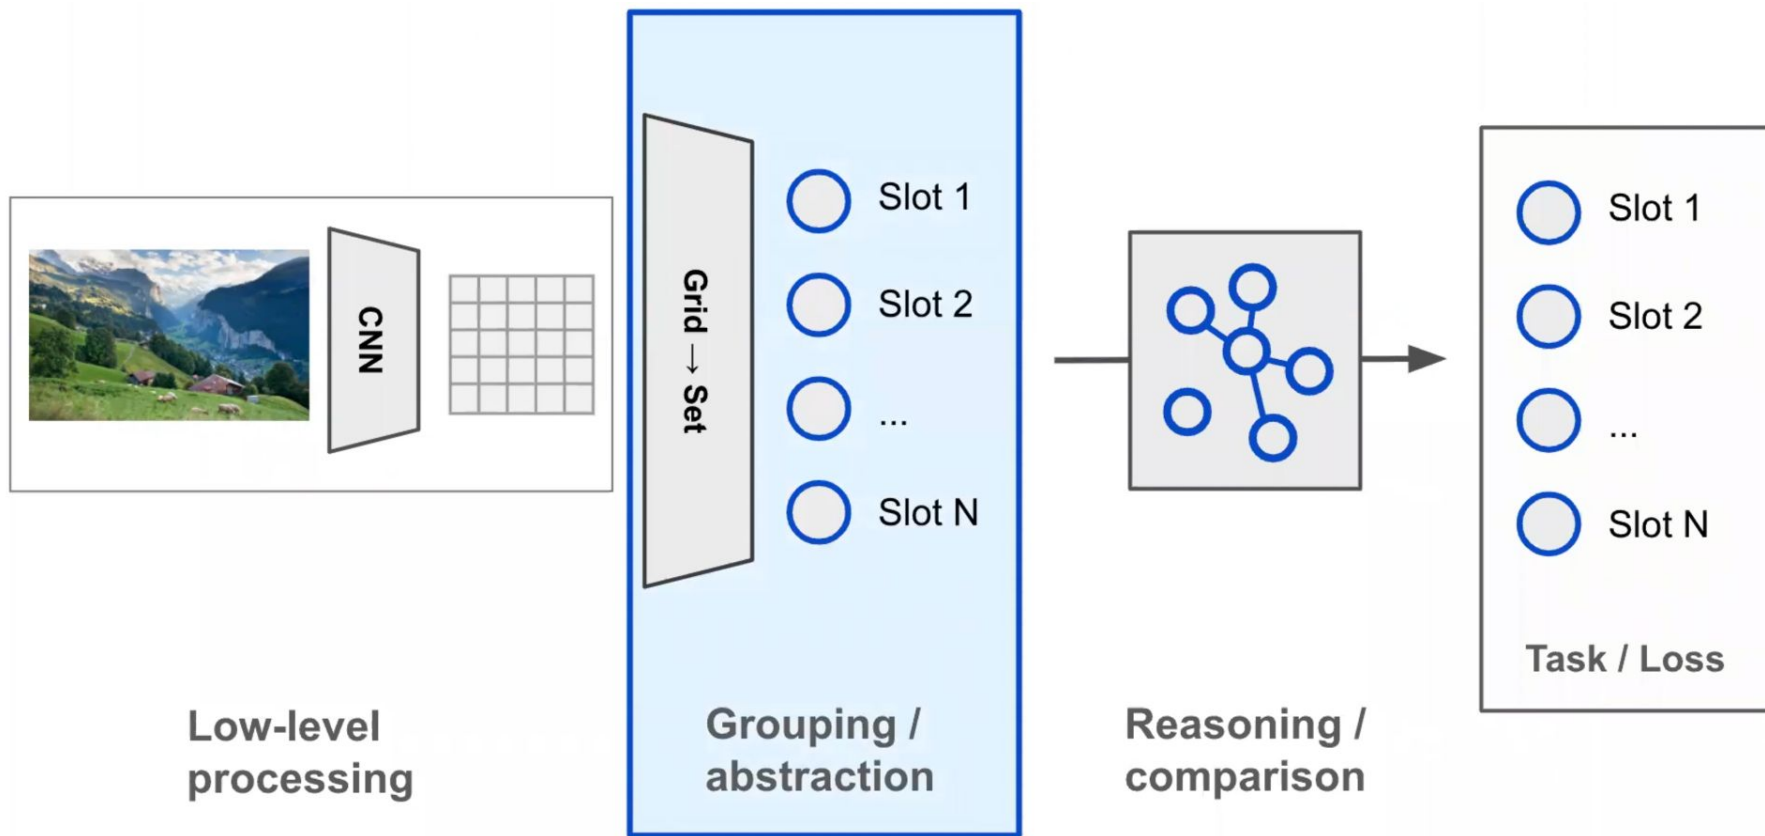 CNN
Grid → Set
Slot 1
Slot 2
...
Slot N
Slot 1
Slot 2
...
Slot N
Task / Loss
Low-level
processing
Grouping /
abstraction
Reasoning /
comparison